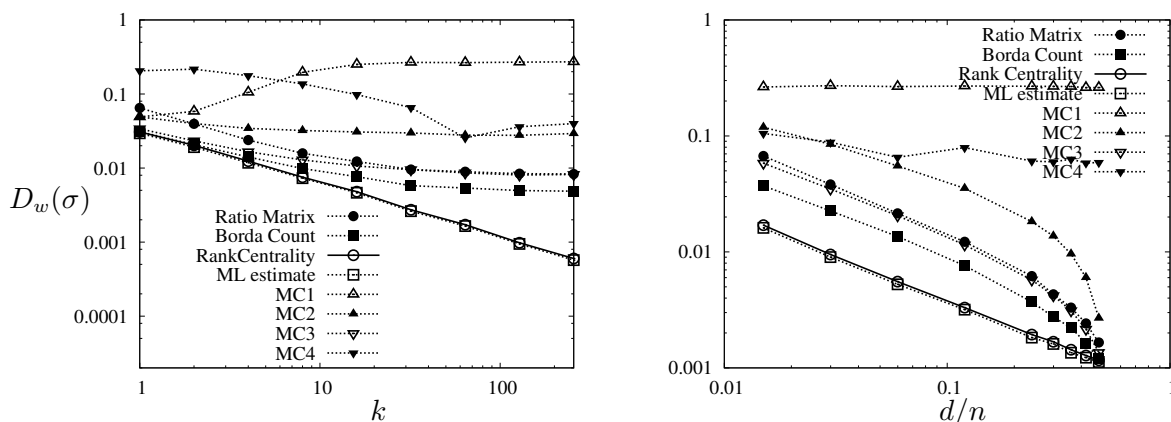 1
0.1
0.01
0.001
0.0001
D_w(σ)
Ratio Matrix
Borda Count
RankCentrality
ML estimate
MC1
MC2
MC3
MC4
1 10 100
k
1
0.1
0.01
0.001
Ratio Matrix
Borda Count
Rank Centrality
ML estimate
MC1
MC2
MC3
MC4
0.01 0.1 1
d/n